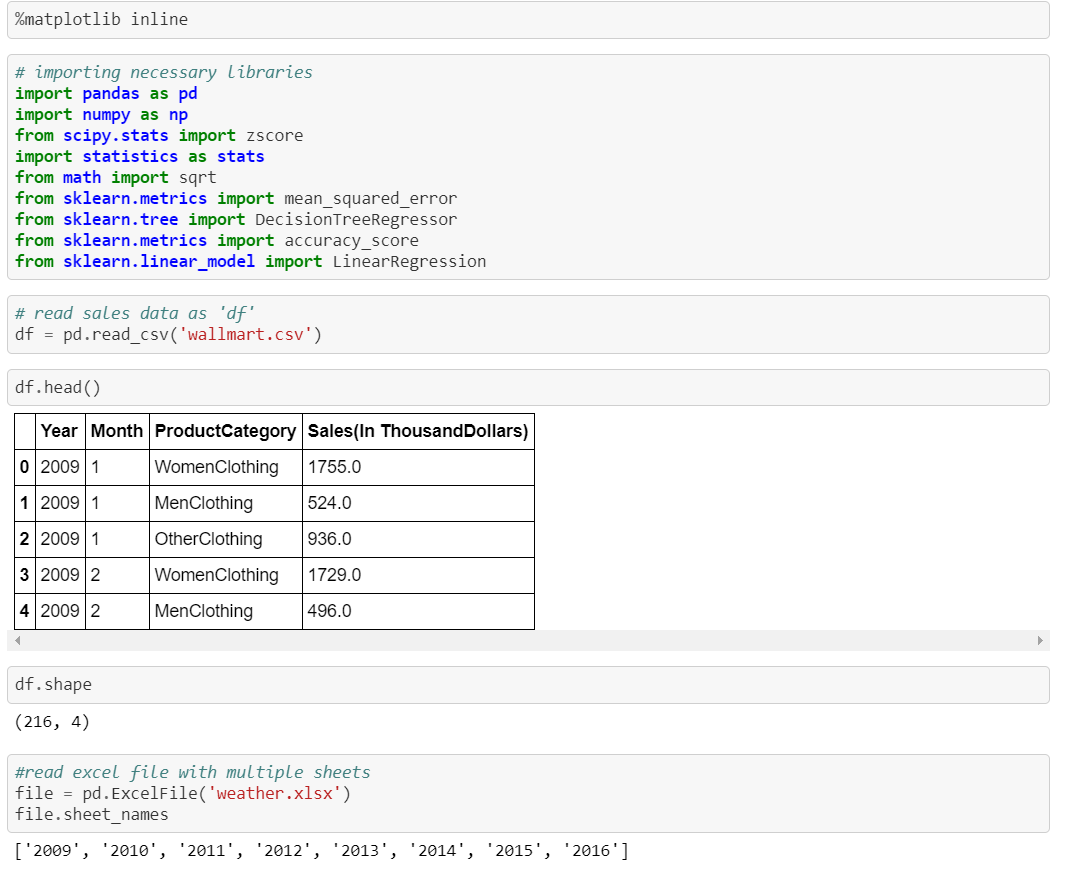 %matplotlib inline
# importing necessary libraries
import pandas as pd
import numpy as np
from scipy.stats import zscore
import statistics as stats
from math import sqrt
from sklearn.metrics import mean_squared_error
from sklearn.tree import DecisionTreeRegressor
from sklearn.metrics import accuracy_score
from sklearn.linear_model import LinearRegression
# read sales data as 'df'
df = pd.read_csv('wallmart.csv')
df.head()
Year Month ProductCategory Sales(In ThousandDollars)
0 2009 1 WomenClothing 1755.0
1 2009 1 MenClothing 524.0
2 2009 1 OtherClothing 936.0
3 2009 2 WomenClothing 1729.0
4 2009 2 MenClothing 496.0
df.shape
(216, 4)
#read excel file with multiple sheets
file = pd.ExcelFile('weather.xlsx')
file.sheet_names
['2009', '2010', '2011', '2012', '2013', '2014', '2015', '2016']